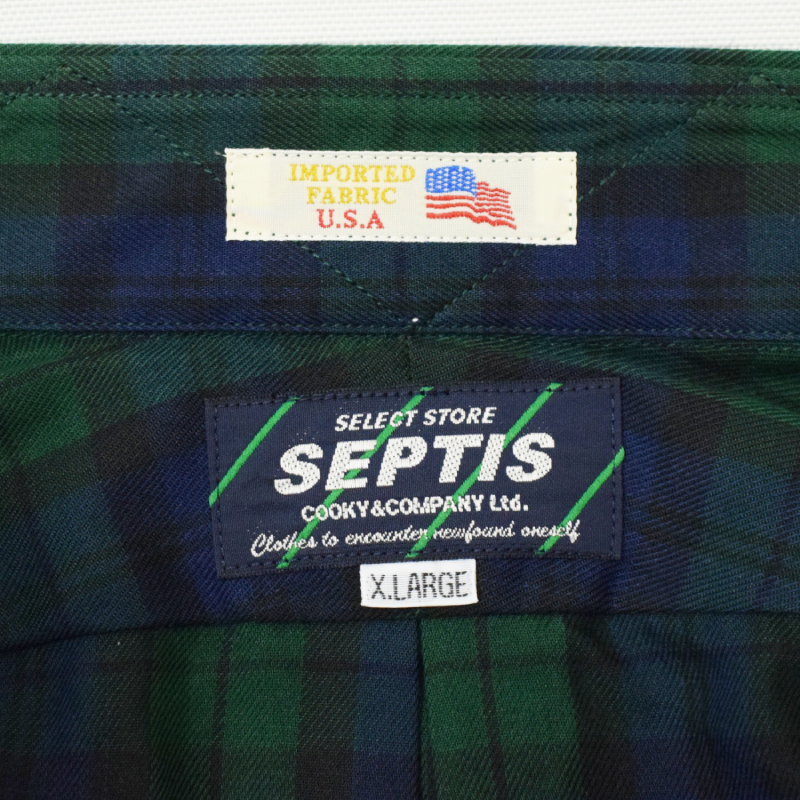 IMPORTED
FABRIC
U.S.A
SELECT STORE
SEPTIS
COOKY&COMPANY Ltd.
Clothes to encounter newfound oneself
X.LARGE